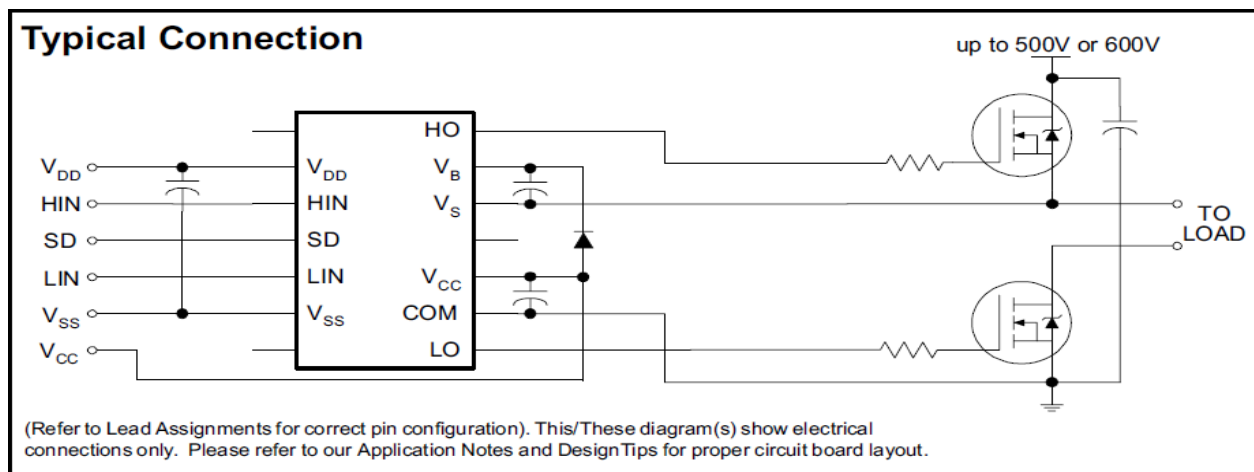 Typical Connection
up to 500V or 600V
HO
VDD
VDD
VB
HIN
HIN
VS
TO
LOAD
SD
SD
LIN
LIN
VCC
VSS
VSS
COM
VCC
LO
(Refer to Lead Assignments for correct pin configuration). This/These diagram(s) show electrical
connections only. Please refer to our Application Notes and DesignTips for proper circuit board layout.